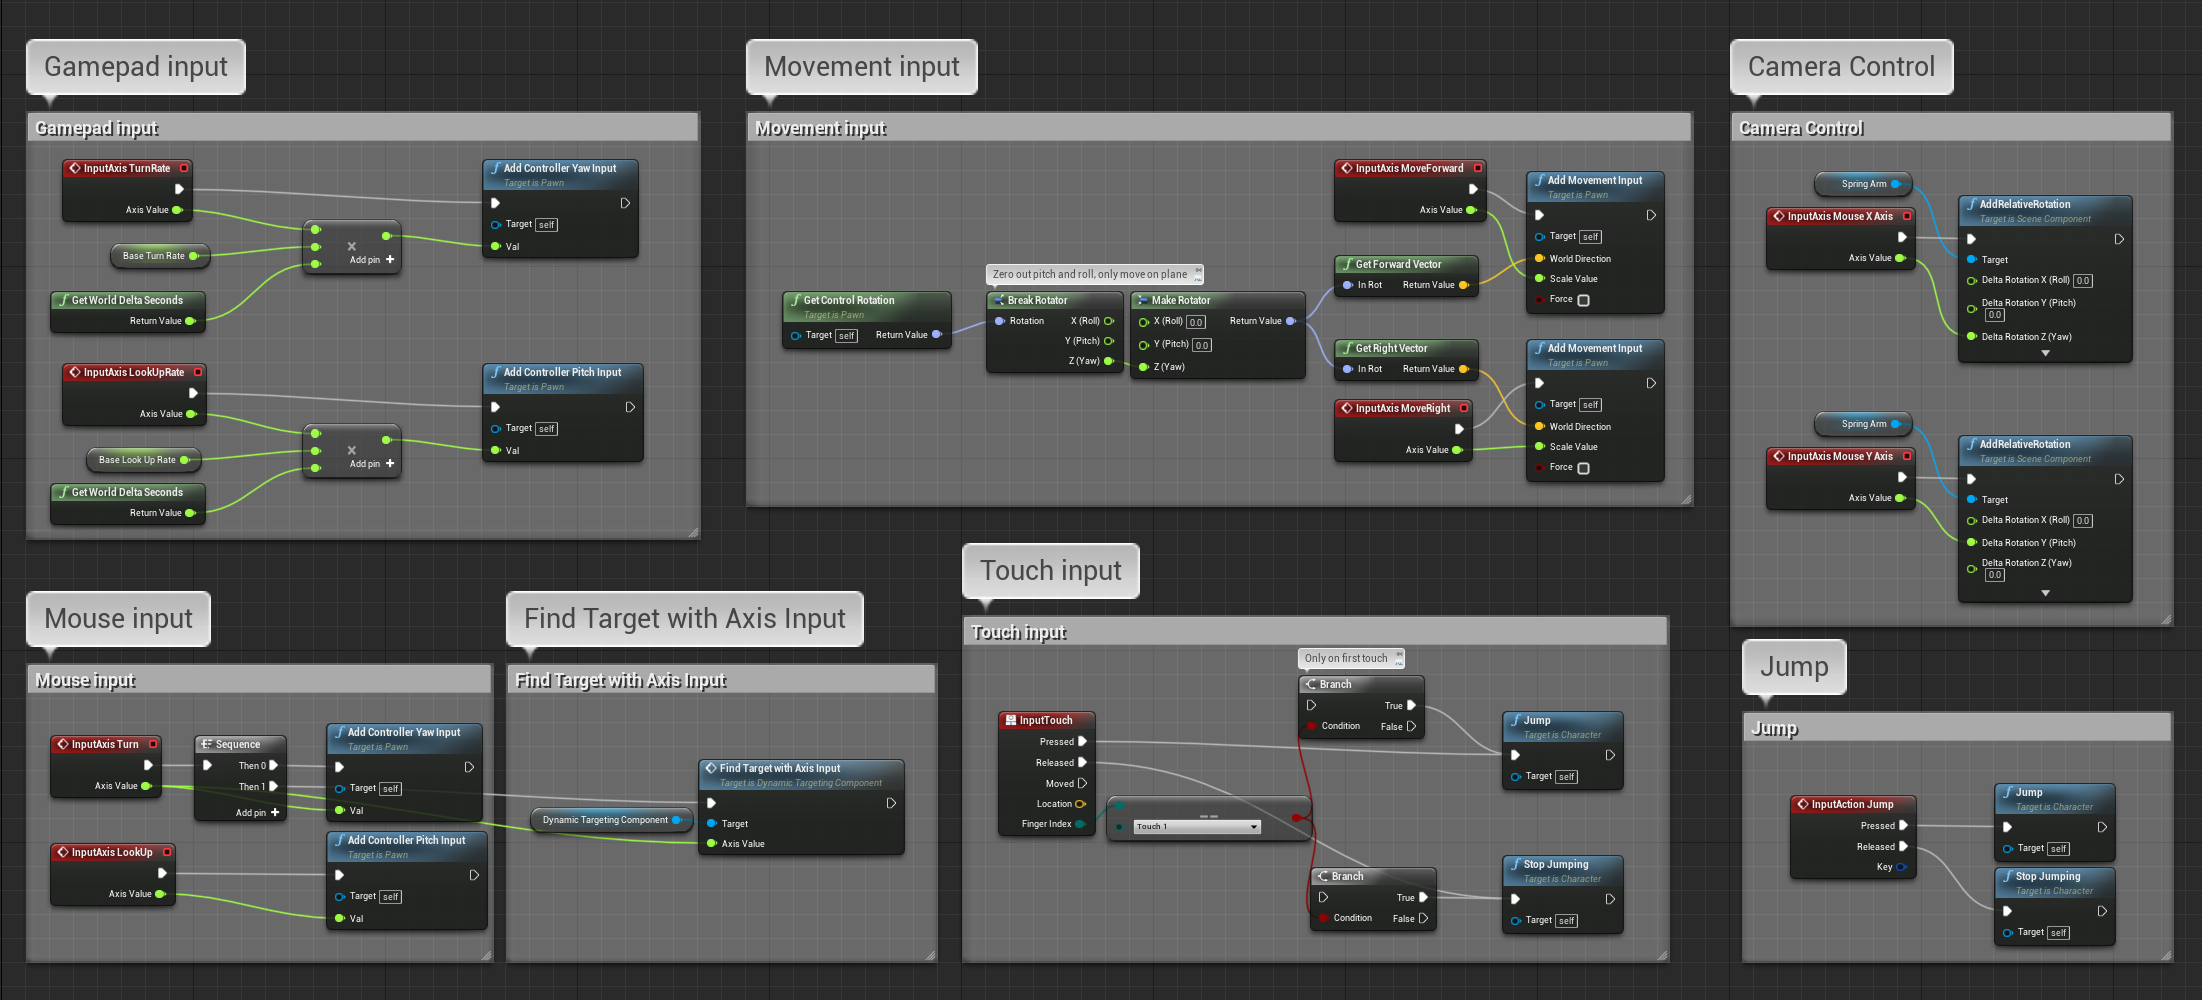 Gamepad input
Gamepad input
InputAxis TurnRate
Axis Value
Base Turn Rate
Get World Delta Seconds
Return Value
Add pin +
Add Controller Yaw Input
Target is Pawn
Target self
Val
InputAxis LookUpRate
Axis Value
Base Look Up Rate
Get World Delta Seconds
Return Value
Add pin +
Add Controller Pitch Input
Target is Pawn
Target self
Val
Movement input
Movement input
Get Control Rotation
Target is Pawn
Target self Return Value
Zero out pitch and roll, only move on plane
Break Rotator
Rotation X (Roll)
Y (Pitch)
Z (Yaw)
Make Rotator
X (Roll) 0.0 Return Value
Y (Pitch) 0.0
Z (Yaw)
InputAxis MoveForward
Axis Value
Get Forward Vector
In Rot Return Value
Get Right Vector
In Rot Return Value
InputAxis MoveRight
Axis Value
Add Movement Input
Target is Pawn
Target self
World Direction
Scale Value
Force
Add Movement Input
Target is Pawn
Target self
World Direction
Scale Value
Force
Camera Control
Camera Control
Spring Arm
InputAxis Mouse X Axis
Axis Value
AddRelativeRotation
Target is Scene Component
Target
Delta Rotation X (Roll) 0.0
Delta Rotation Y (Pitch)
0.0
Delta Rotation Z (Yaw)
Spring Arm
InputAxis Mouse Y Axis
Axis Value
AddRelativeRotation
Target is Scene Component
Target
Delta Rotation X (Roll) 0.0
Delta Rotation Y (Pitch)
Delta Rotation Z (Yaw)
0.0
Mouse input
Mouse input
InputAxis Turn
Axis Value
Sequence
Then 0
Then 1
Add pin +
Add Controller Yaw Input
Target is Pawn
Target self
Val
InputAxis LookUp
Axis Value
Add Controller Pitch Input
Target is Pawn
Target self
Val
Find Target with Axis Input
Find Target with Axis Input
Dynamic Targeting Component
Find Target with Axis Input
Target is Dynamic Targeting Component
Target
Axis Value
Touch input
Touch input
InputTouch
Pressed
Released
Moved
Location
Finger Index
Touch 1
Only on first touch
Branch
True
Condition False
Branch
True
Condition False
Jump
Target is Character
Target self
Stop Jumping
Target is Character
Target self
Jump
Jump
InputAction Jump
Pressed
Released
Key
Jump
Target is Character
Target self
Stop Jumping
Target is Character
Target self